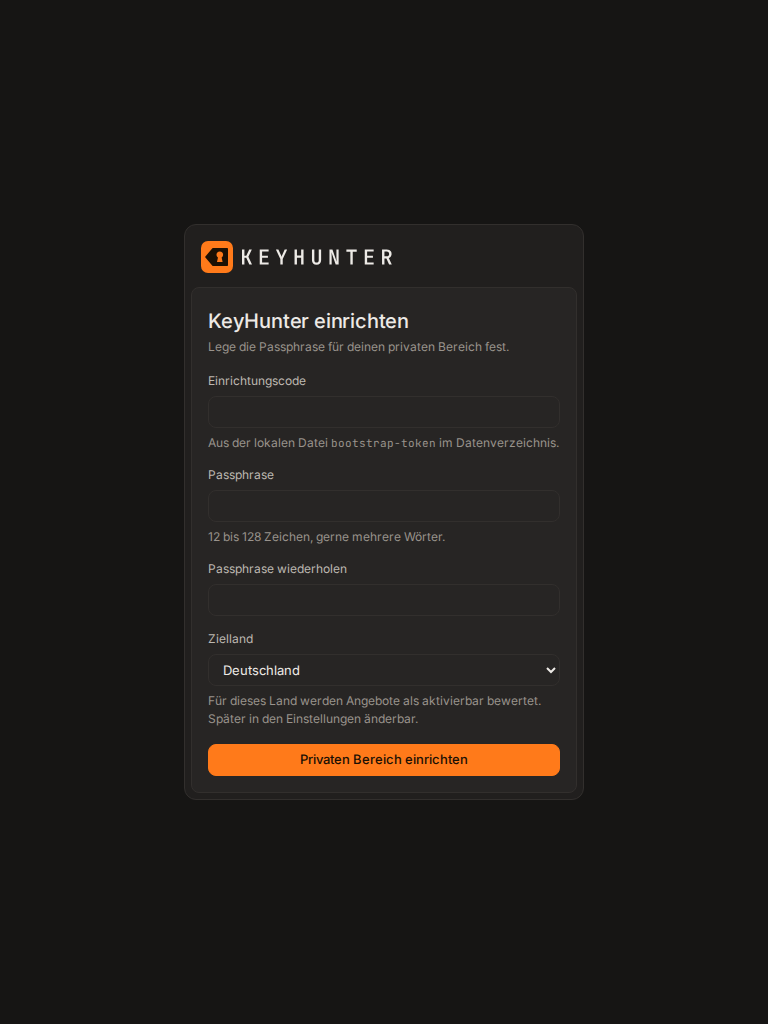 KEYHUNTER
KeyHunter einrichten
Lege die Passphrase für deinen privaten Bereich fest.
Einrichtungscode
Aus der lokalen Datei bootstrap-token im Datenverzeichnis.
Passphrase
12 bis 128 Zeichen, gerne mehrere Wörter.
Passphrase wiederholen
Zielland
Deutschland
Für dieses Land werden Angebote als aktivierbar bewertet.
Später in den Einstellungen änderbar.
Privaten Bereich einrichten